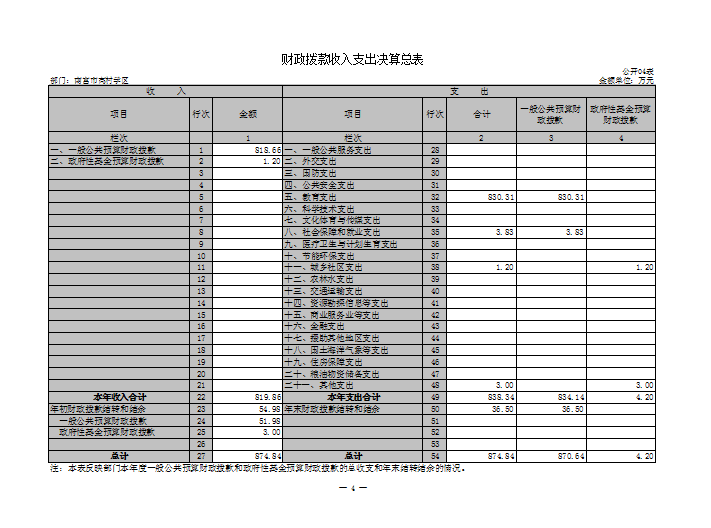 财政拨款收入支出决算总表
公开04表
部门：南宫市南村学区 金额单位：万元
收 入 支 出
项目 行次 金额 项目 行次 合计 一般公共预算财政拨款 政府性基金预算财政拨款
栏次 1 栏次 2 3 4
一、一般公共预算财政拨款 1 818.66 一、一般公共服务支出 28
二、政府性基金预算财政拨款 2 1.20 二、外交支出 29
3 三、国防支出 30
4 四、公共安全支出 31
5 五、教育支出 32 830.31 830.31
6 六、科学技术支出 33
7 七、文化体育与传媒支出 34
8 八、社会保障和就业支出 35 3.83 3.83
9 九、医疗卫生与计划生育支出 36
10 十、节能环保支出 37
11 十一、城乡社区支出 38 1.20 1.20
12 十二、农林水支出 39
13 十三、交通运输支出 40
14 十四、资源勘探信息等支出 41
15 十五、商业服务业等支出 42
16 十六、金融支出 43
17 十七、援助其他地区支出 44
18 十八、国土海洋气象等支出 45
19 十九、住房保障支出 46
20 二十、粮油物资储备支出 47
21 二十一、其他支出 48 3.00 3.00
本年收入合计 22 819.86 本年支出合计 49 838.34 834.14 4.20
年初财政拨款结转和结余 23 54.98 年末财政拨款结转和结余 50 36.50 36.50
一般公共预算财政拨款 24 51.98 51
政府性基金预算财政拨款 25 3.00 52
26 53
总计 27 874.84 总计 54 874.84 870.64 4.20
注：本表反映部门本年度一般公共预算财政拨款和政府性基金预算财政拨款的总收支和年末结转结余的情况。
— 4 —